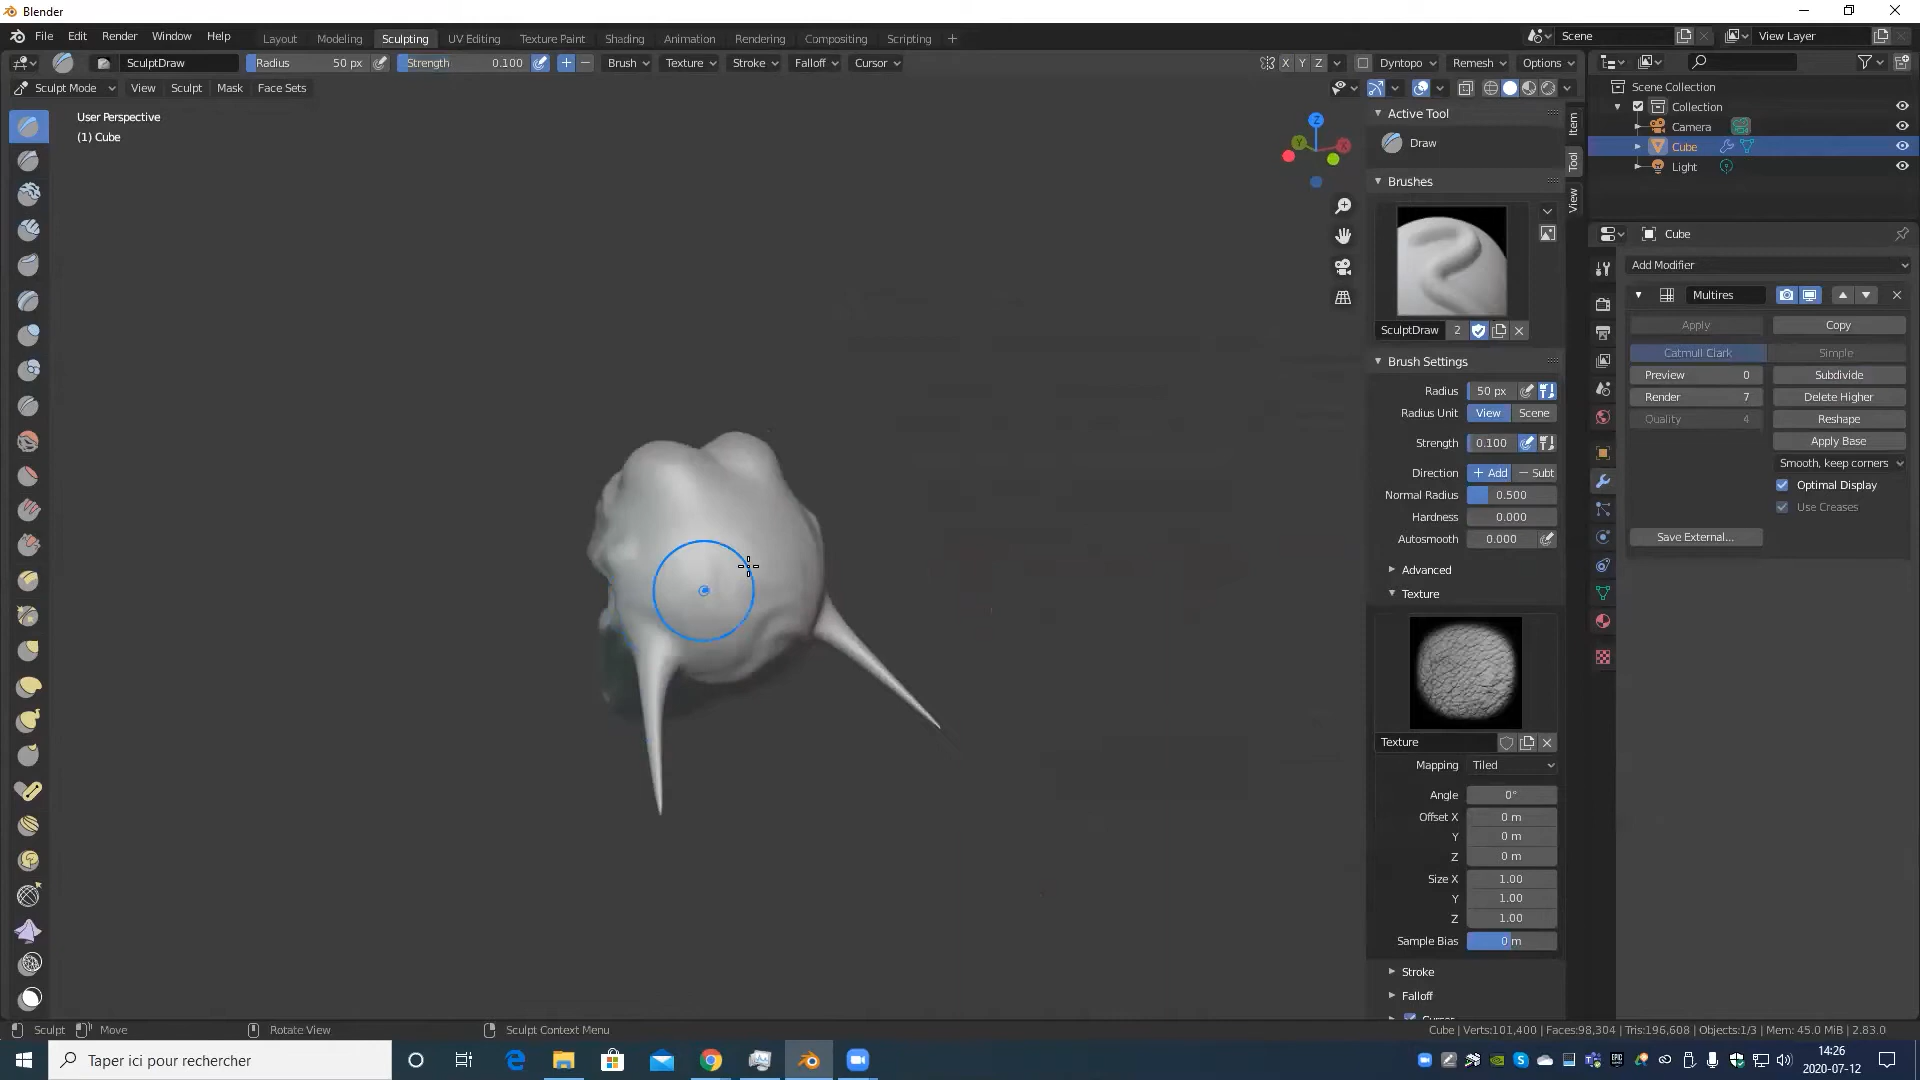 Blender
File Edit Render Window Help Layout Modeling Sculpting UV Editing Texture Paint Shading Animation Rendering Compositing Scripting + Scene View Layer
SculptDraw Radius 50 px Strength 0.100 + − Brush Texture Stroke Falloff Cursor X Y Z Dyntopo Remesh Options
Sculpt Mode View Sculpt Mask Face Sets
User Perspective
(1) Cube
Z
Y
X
Active Tool
Draw
Brushes
SculptDraw 2
Brush Settings
Radius 50 px
Radius Unit View Scene
Strength 0.100
Direction + Add − Subt
Normal Radius 0.500
Hardness 0.000
Autosmooth 0.000
Advanced
Texture
Texture
Mapping Tiled
Angle 0°
Offset X 0 m
Y 0 m
Z 0 m
Size X 1.00
Y 1.00
Z 1.00
Sample Bias 0 m
Stroke
Falloff
Item
Tool
View
Scene Collection
Collection
Camera
Cube
Light
Cube
Add Modifier
Multires
Apply Copy
Catmull Clark Simple
Preview 0 Subdivide
Render 7 Delete Higher
Quality 4 Reshape
Apply Base
Smooth, keep corners
Optimal Display
Use Creases
Save External...
Sculpt Move Rotate View Sculpt Context Menu Cube | Verts:101,400 | Faces:98,304 | Tris:196,608 | Objects:1/3 | Mem: 45.0 MiB | 2.83.0
Taper ici pour rechercher
14:26
2020-07-12